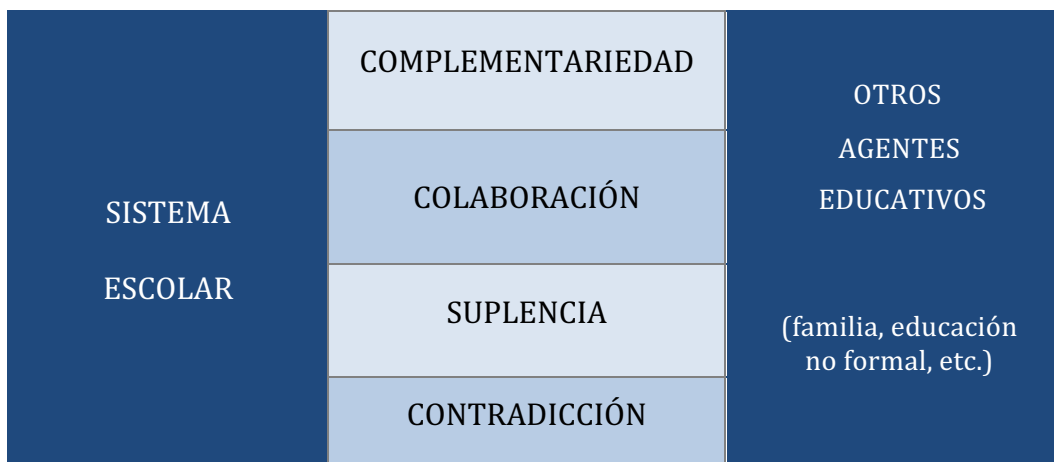 SISTEMA
ESCOLAR
COMPLEMENTARIEDAD
COLABORACIÓN
SUPLENCIA
CONTRADICCIÓN
OTROS
AGENTES
EDUCATIVOS
(familia, educación
no formal, etc.)